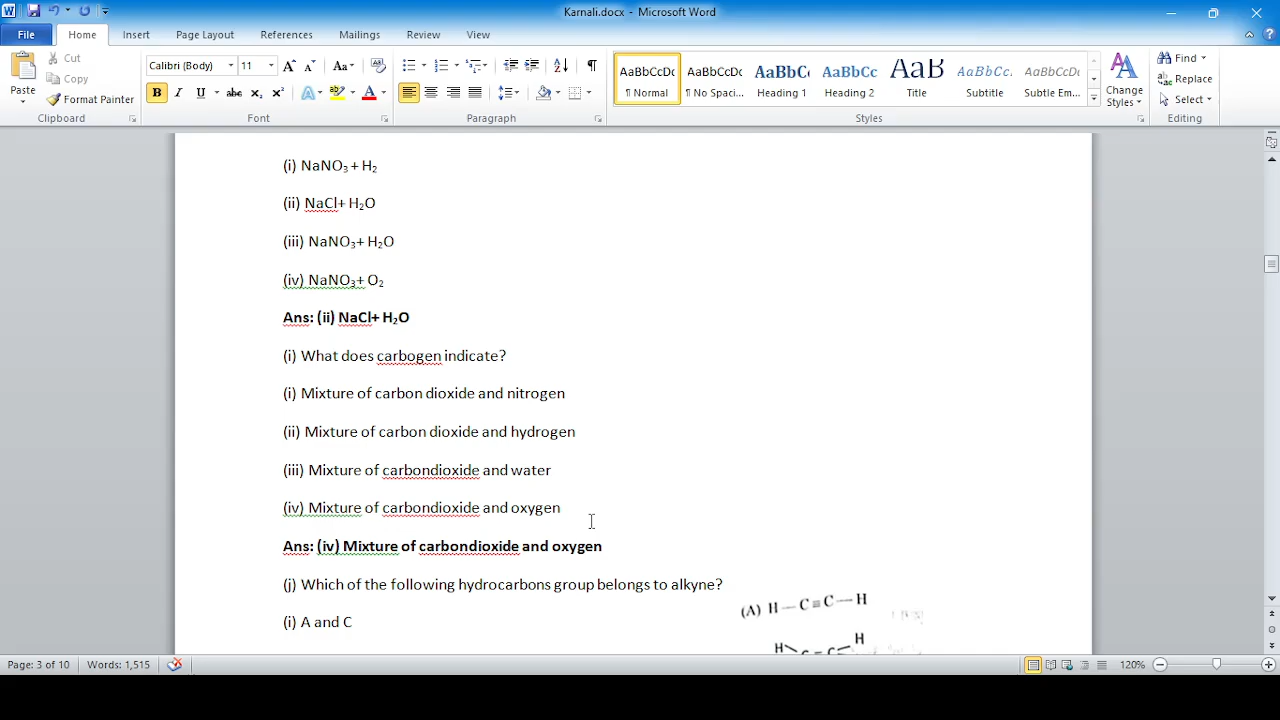 Karnali.docx - Microsoft Word
File Home Insert Page Layout References Mailings Review View
Paste
Cut
Copy
Format Painter
Clipboard
Calibri (Body) 11
Font
Paragraph
AaBbCcDc AaBbCcDc AaBbC AaBbCc AaB AaBbCc. AaBbCcDc
¶ Normal ¶ No Spaci... Heading 1 Heading 2 Title Subtitle Subtle Em...
Change Styles
Styles
Find
Replace
Select
Editing
(i) NaNO₃ + H₂
(ii) NaCl+ H₂O
(iii) NaNO₃+ H₂O
(iv) NaNO₃+ O₂
Ans: (ii) NaCl+ H₂O
(i) What does carbogen indicate?
(i) Mixture of carbon dioxide and nitrogen
(ii) Mixture of carbon dioxide and hydrogen
(iii) Mixture of carbondioxide and water
(iv) Mixture of carbondioxide and oxygen
Ans: (iv) Mixture of carbondioxide and oxygen
(j) Which of the following hydrocarbons group belongs to alkyne?
(A) H — C ≡ C — H
(i) A and C
H H
Page: 3 of 10 Words: 1,515 120%